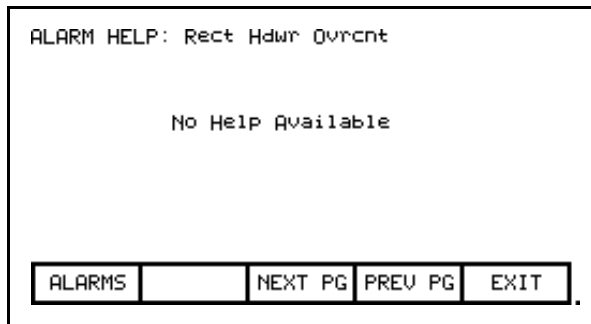 ALARM HELP: Rect Hdwr Ovrcnt
No Help Available
ALARMS NEXT PG PREV PG EXIT
.